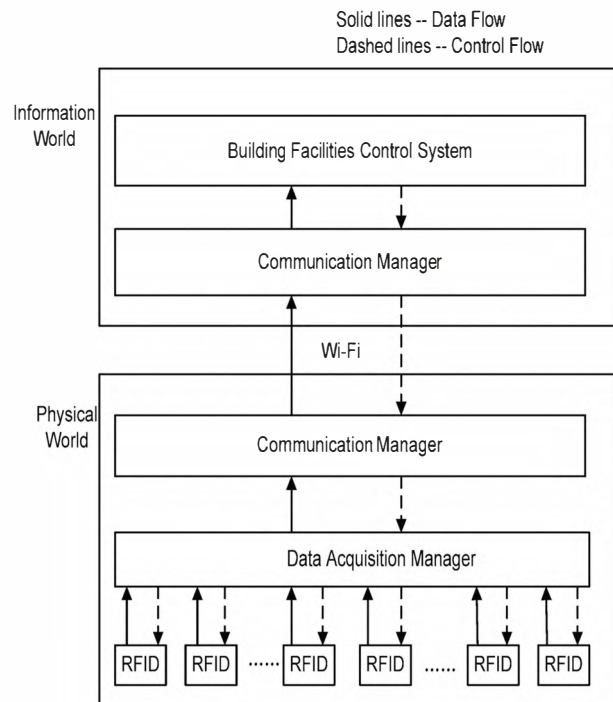 Solid lines -- Data Flow
Dashed lines -- Control Flow
Information
World
Building Facilities Control System
Communication Manager
Wi-Fi
Physical
World
Communication Manager
Data Acquisition Manager
RFID RFID ...... RFID RFID ...... RFID RFID